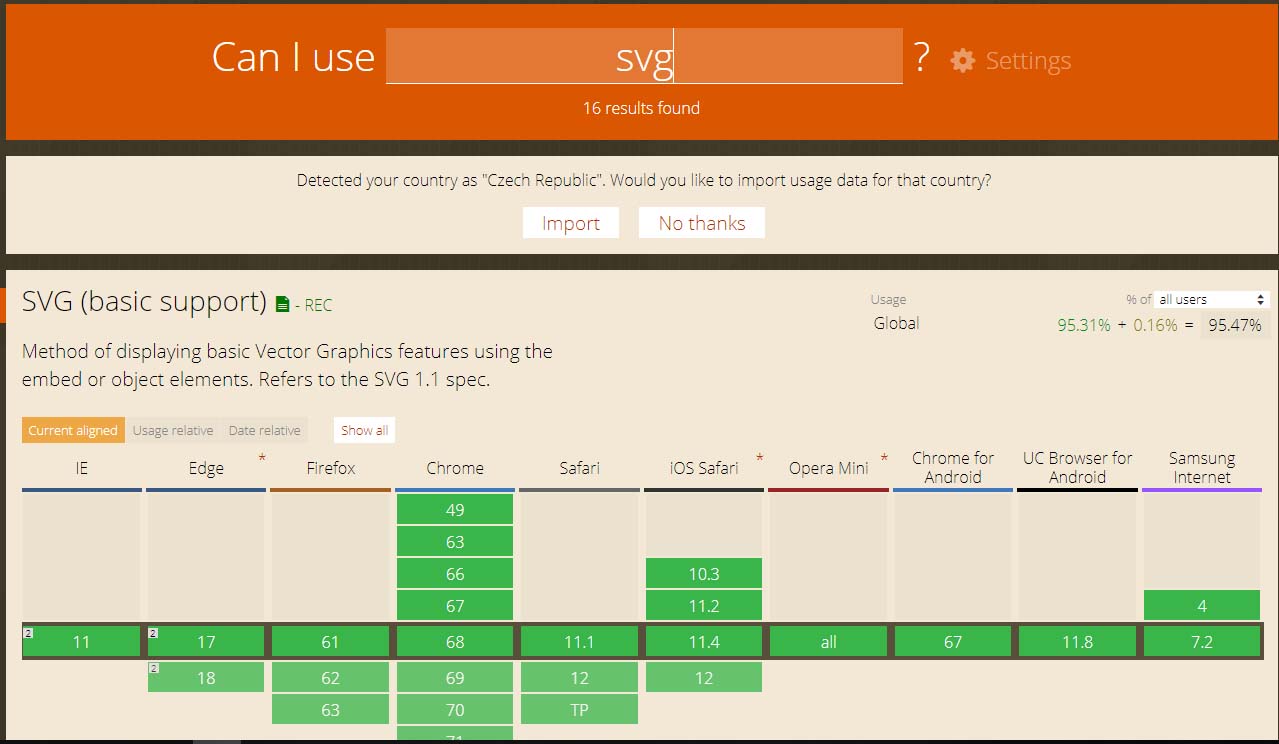 Can I use svg ? Settings
16 results found
Detected your country as "Czech Republic". Would you like to import usage data for that country?
Import No thanks
SVG (basic support) - REC
Usage % of all users
Global 95.31% + 0.16% = 95.47%
Method of displaying basic Vector Graphics features using the
embed or object elements. Refers to the SVG 1.1 spec.
Current aligned Usage relative Date relative Show all
IE Edge * Firefox Chrome Safari iOS Safari * Opera Mini * Chrome for Android UC Browser for Android Samsung Internet
49
63
66 10.3
67 11.2 4
2 11 2 17 61 68 11.1 11.4 all 67 11.8 7.2
2 18 62 69 12 12
63 70 TP
71